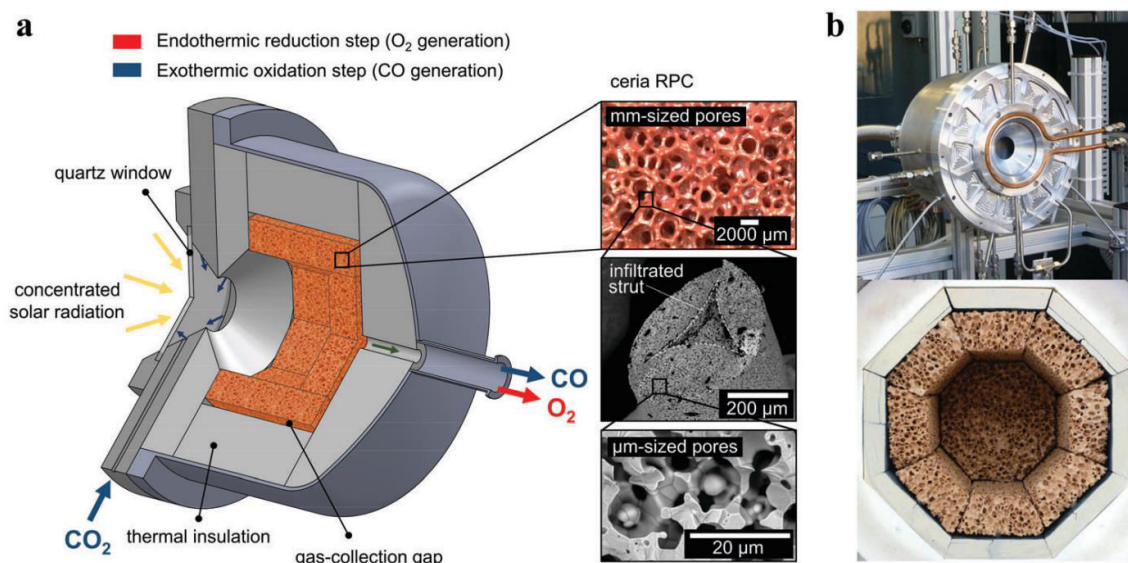 a
Endothermic reduction step (O₂ generation)
Exothermic oxidation step (CO generation)
quartz window
concentrated
solar radiation
CO₂
thermal insulation
gas-collection gap
CO
O₂
ceria RPC
mm-sized pores
2000 µm
infiltrated
strut
200 µm
µm-sized pores
20 µm
b